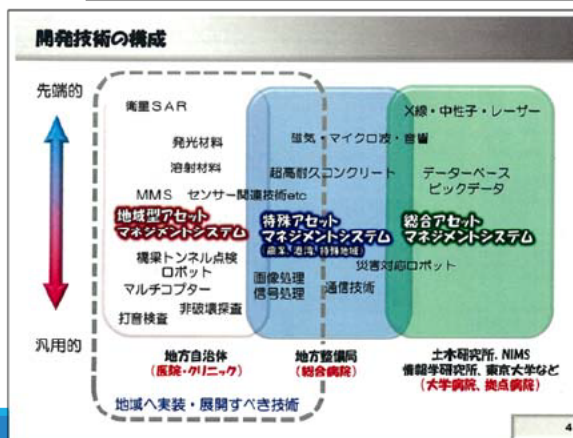 開発技術の構成
先端的
衛星SAR
発光材料
溶射材料
MMS センサー関連技術etc
地域型アセット
マネジメントシステム
橋梁トンネル点検
ロボット
マルチコプター
非破壊探査
打音検査
磁気・マイクロ波・音響
超高耐久コンクリート
特殊アセット
マネジメントシステム
画像処理
信号処理
通信技術
災害対応ロボット
X線・中性子・レーザー
データーベース
ビックデータ
総合アセット
マネジメントシステム
汎用的
地方自治体
(医院・クリニック)
地方整備局
(総合病院)
土木研究所、NIMS
情報学研究所、東京大学など
(大学病院、拠点病院)
地域へ実装・展開すべき技術
4